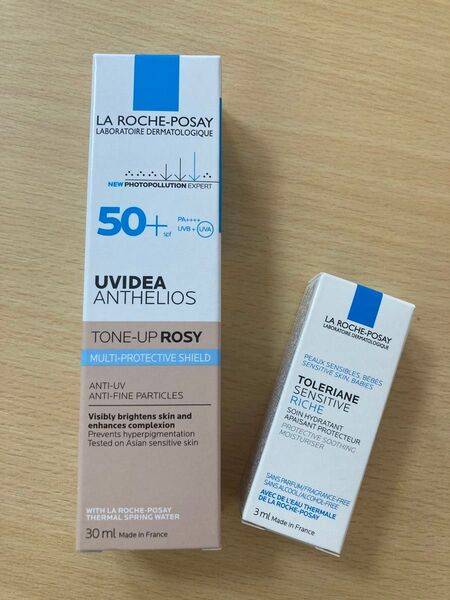 LA ROCHE-POSAY
LABORATOIRE DERMATOLOGIQUE
NEW PHOTOPOLLUTION EXPERT
50+ spf
PA++++
UVB + UVA
UVIDEA
ANTHELIOS
TONE-UP ROSY
MULTI-PROTECTIVE SHIELD
ANTI-UV
ANTI-FINE PARTICLES
Visibly brightens skin and
enhances complexion
Prevents hyperpigmentation
Tested on Asian sensitive skin
WITH LA ROCHE-POSAY
THERMAL SPRING WATER
30 ml Made in France
LA ROCHE-POSAY
LABORATOIRE DERMATOLOGIQUE
PEAUX SENSIBLES, BÉBÉS
SENSITIVE SKIN, BABIES
TOLERIANE
SENSITIVE
RICHE
SOIN HYDRATANT
APAISANT PROTECTEUR
PROTECTIVE SOOTHING
MOISTURISER
SANS PARFUM/FRAGRANCE-FREE
SANS ALCOOL/ALCOHOL-FREE
AVEC DE L'EAU THERMALE
DE LA ROCHE-POSAY
3 ml Made in France